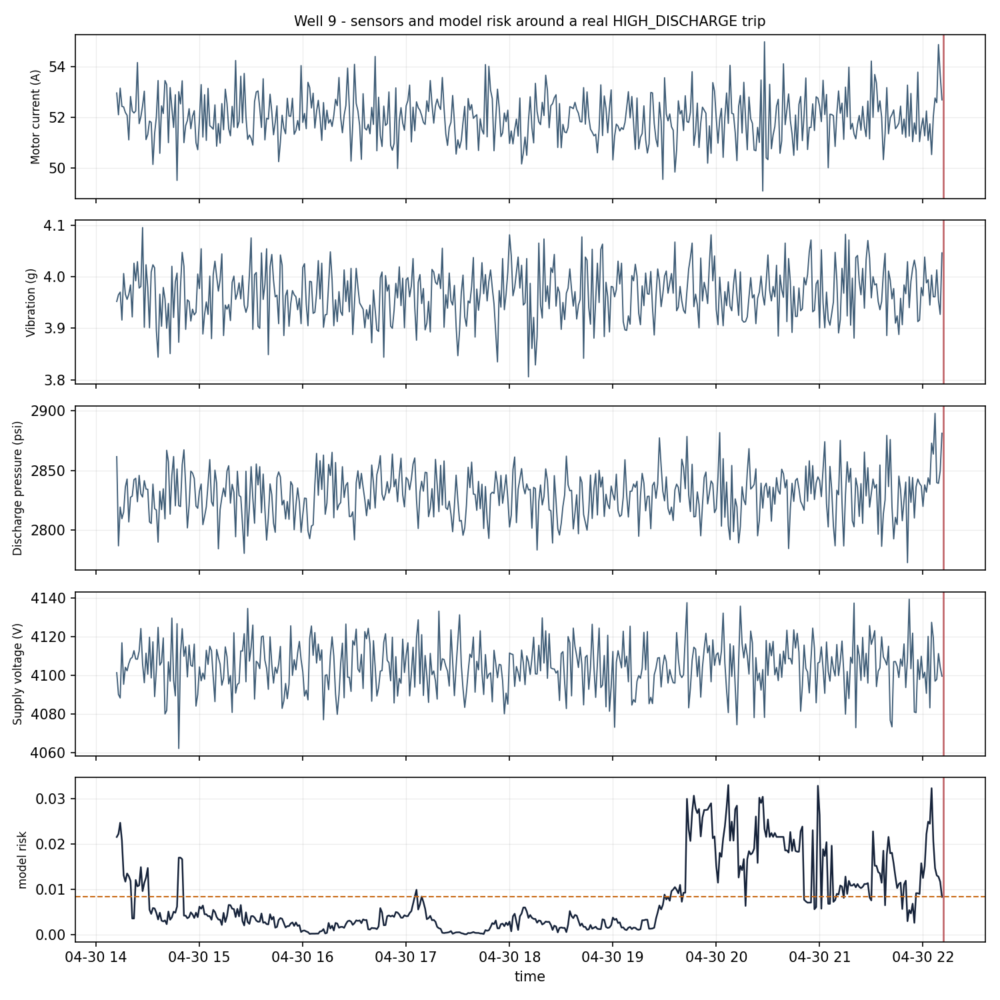 Well 9 - sensors and model risk around a real HIGH_DISCHARGE trip
Motor current (A)
54
52
50
Vibration (g)
4.1
4.0
3.9
3.8
Discharge pressure (psi)
2900
2850
2800
Supply voltage (V)
4140
4120
4100
4080
4060
model risk
0.03
0.02
0.01
0.00
04-30 14 04-30 15 04-30 16 04-30 17 04-30 18 04-30 19 04-30 20 04-30 21 04-30 22
time